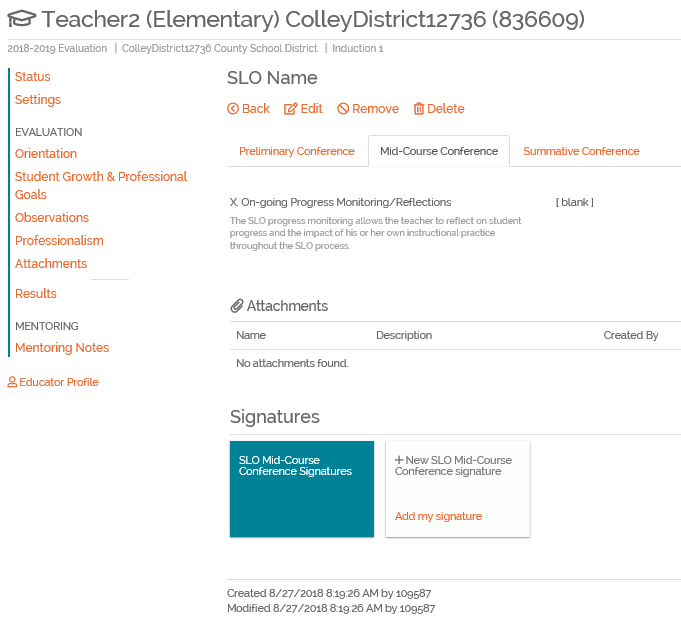 Teacher2 (Elementary) ColleyDistrict12736 (836609)
2018-2019 Evaluation | ColleyDistrict12736 County School District | Induction 1
Status
Settings
EVALUATION
Orientation
Student Growth & Professional
Goals
Observations
Professionalism
Attachments
Results
MENTORING
Mentoring Notes
Educator Profile
SLO Name
Back Edit Remove Delete
Preliminary Conference Mid-Course Conference Summative Conference
X. On-going Progress Monitoring/Reflections [ blank ]
The SLO progress monitoring allows the teacher to reflect on student
progress and the impact of his or her own instructional practice
throughout the SLO process.
Attachments
Name Description Created By
No attachments found.
Signatures
SLO Mid-Course
Conference Signatures
+ New SLO Mid-Course
Conference signature
Add my signature
Created 8/27/2018 8:19:26 AM by 109587
Modified 8/27/2018 8:19:26 AM by 109587